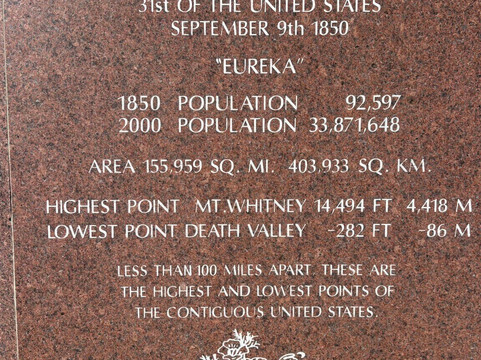 31st OF THE UNITED STATES
SEPTEMBER 9th 1850
"EUREKA"
1850 POPULATION 92,597
2000 POPULATION 33,871,648
AREA 155,959 SQ. MI. 403,933 SQ. KM.
HIGHEST POINT MT.WHITNEY 14,494 FT 4,418 M
LOWEST POINT DEATH VALLEY -282 FT -86 M
LESS THAN 100 MILES APART. THESE ARE
THE HIGHEST AND LOWEST POINTS OF
THE CONTIGUOUS UNITED STATES.